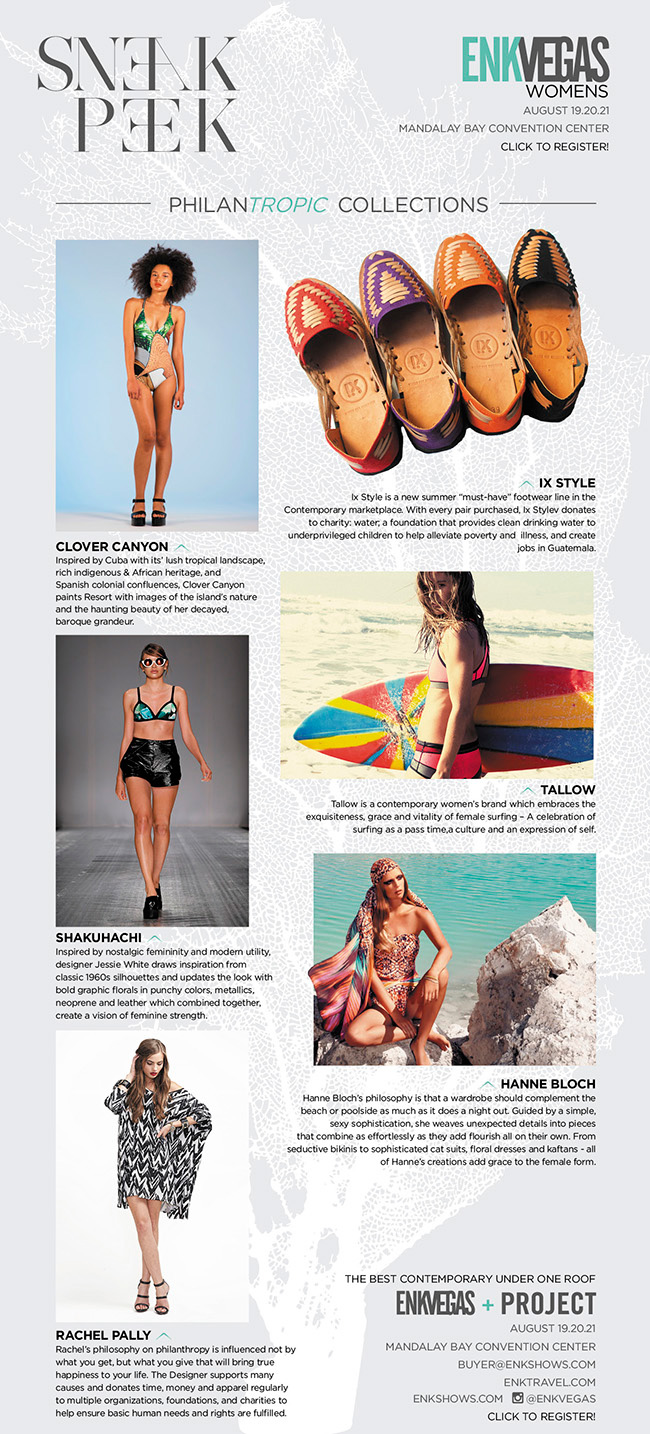 SNEAK
PEEK
ENKVEGAS
WOMENS
AUGUST 19.20.21
MANDALAY BAY CONVENTION CENTER
CLICK TO REGISTER!
PHILANTROPIC COLLECTIONS
IX
IX
IX
IX
CLOVER CANYON
Inspired by Cuba with its' lush tropical landscape,
rich indigenous & African heritage, and
Spanish colonial confluences, Clover Canyon
paints Resort with images of the island's nature
and the haunting beauty of her decayed,
baroque grandeur.
IX STYLE
Ix Style is a new summer “must-have” footwear line in the
Contemporary marketplace. With every pair purchased, Ix Stylev donates
to charity: water; a foundation that provides clean drinking water to
underprivileged children to help alleviate poverty and illness, and create
jobs in Guatemala.
TALLOW
Tallow is a contemporary women's brand which embraces the
exquisiteness, grace and vitality of female surfing – A celebration of
surfing as a pass time,a culture and an expression of self.
SHAKUHACHI
Inspired by nostalgic femininity and modern utility,
designer Jessie White draws inspiration from
classic 1960s silhouettes and updates the look with
bold graphic florals in punchy colors, metallics,
neoprene and leather which combined together,
create a vision of feminine strength.
HANNE BLOCH
Hanne Bloch's philosophy is that a wardrobe should complement the
beach or poolside as much as it does a night out. Guided by a simple,
sexy sophistication, she weaves unexpected details into pieces
that combine as effortlessly as they add flourish all on their own. From
seductive bikinis to sophisticated cat suits, floral dresses and kaftans - all
of Hanne's creations add grace to the female form.
RACHEL PALLY
Rachel's philosophy on philanthropy is influenced not by
what you get, but what you give that will bring true
happiness to your life. The Designer supports many
causes and donates time, money and apparel regularly
to multiple organizations, foundations, and charities to
help ensure basic human needs and rights are fulfilled.
THE BEST CONTEMPORARY UNDER ONE ROOF
ENKVEGAS + PROJECT
AUGUST 19.20.21
MANDALAY BAY CONVENTION CENTER
BUYER@ENKSHOWS.COM
ENKTRAVEL.COM
ENKSHOWS.COM @ENKVEGAS
CLICK TO REGISTER!